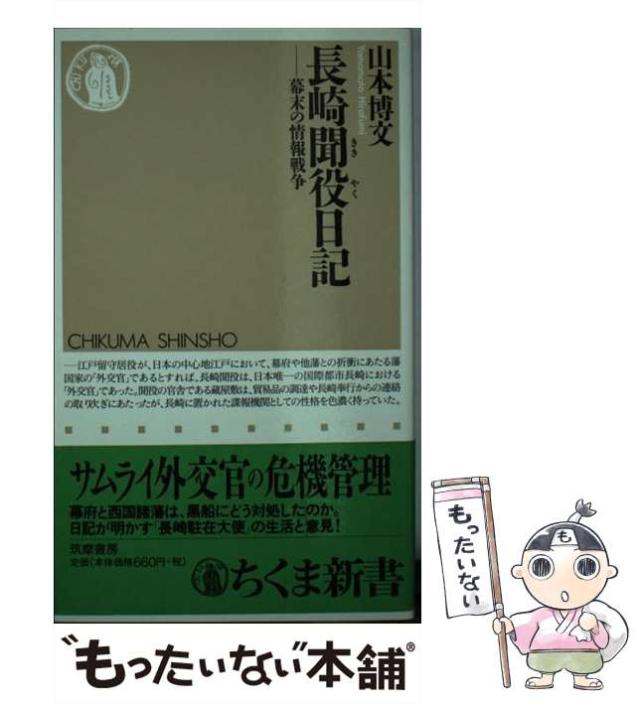 CHIKUMA
山本博文
Yamamoto Hirofumi
長崎聞役日記
きき やく
――幕末の情報戦争
CHIKUMA SHINSHO
――江戸留守居役が、日本の中心地江戸において、幕府や他藩との折衝にあたる藩
国家の「外交官」であるとすれば、長崎聞役は、日本唯一の国際都市長崎における
「外交官」であった。聞役の官舎である蔵屋敷は、貿易品の調達や長崎奉行からの連絡
の取り次ぎにあたったが、長崎に置かれた諜報機関としての性格を色濃く持っていた。
サムライ外交官の危機管理
幕府と西国諸藩は、黒船にどう対処したのか。
日記が明かす「長崎駐在大使」の生活と意見!
筑摩書房
定価(本体価格660円+税)
ちくま新書
もったいない
"もったいない"本舗®